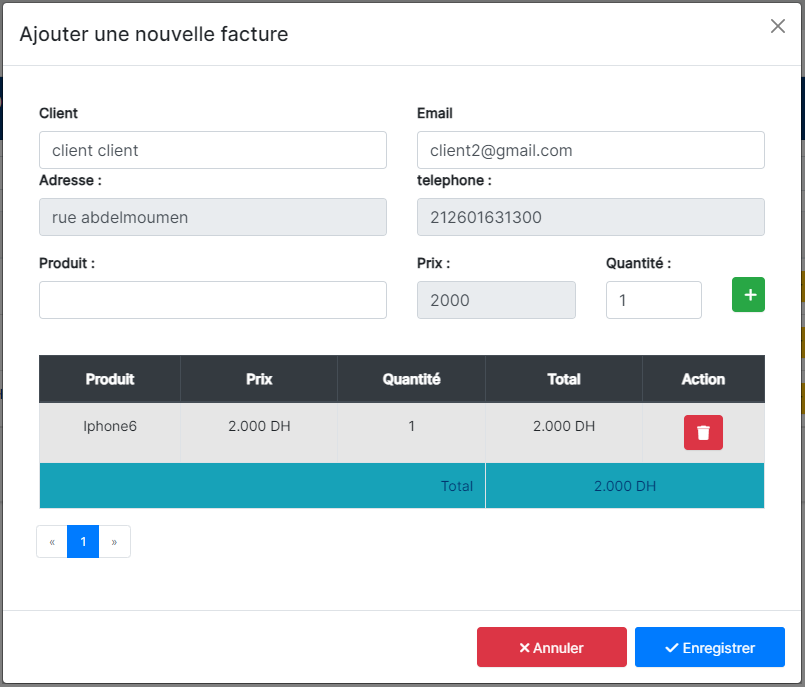 Ajouter une nouvelle facture
Client Email
client client client2@gmail.com
Adresse : telephone :
rue abdelmoumen 212601631300
Produit : Prix : Quantité :
2000 1 +
Produit Prix Quantité Total Action
Iphone6 2.000 DH 1 2.000 DH
Total 2.000 DH
« 1 »
Annuler Enregistrer